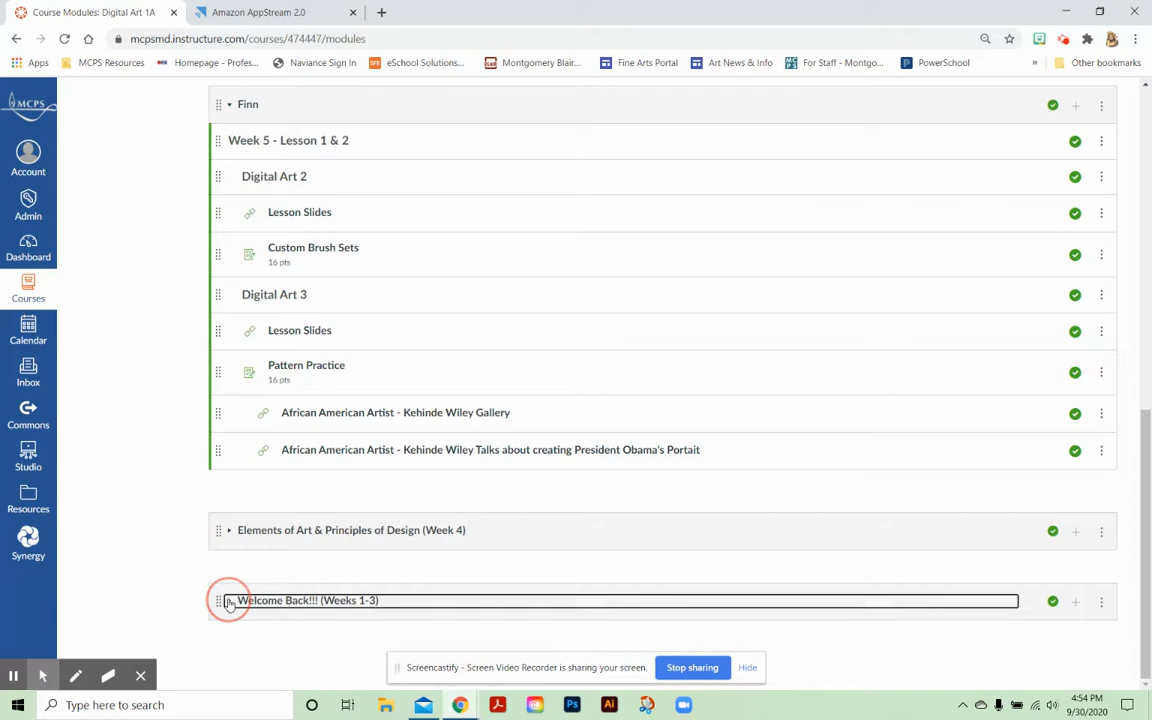 Course Modules: Digital Art 1A
Amazon AppStream 2.0
mcpsmd.instructure.com/courses/474447/modules
Apps
MCPS Resources
Homepage - Profes...
Naviance Sign In
eSchool Solutions...
Montgomery Blair...
Fine Arts Portal
Art News & Info
For Staff - Montgo...
PowerSchool
Other bookmarks
MCPS
Finn
Week 5 - Lesson 1 & 2
Account
Digital Art 2
Admin
Lesson Slides
Dashboard
Custom Brush Sets
16 pts
Courses
Digital Art 3
Calendar
Lesson Slides
Inbox
Pattern Practice
16 pts
Commons
African American Artist - Kehinde Wiley Gallery
Studio
African American Artist - Kehinde Wiley Talks about creating President Obama's Portait
Resources
Elements of Art & Principles of Design (Week 4)
Synergy
Welcome Back!!! (Weeks 1-3)
Screencastify - Screen Video Recorder is sharing your screen.
Stop sharing
Hide
Type here to search
4:54 PM
9/30/2020